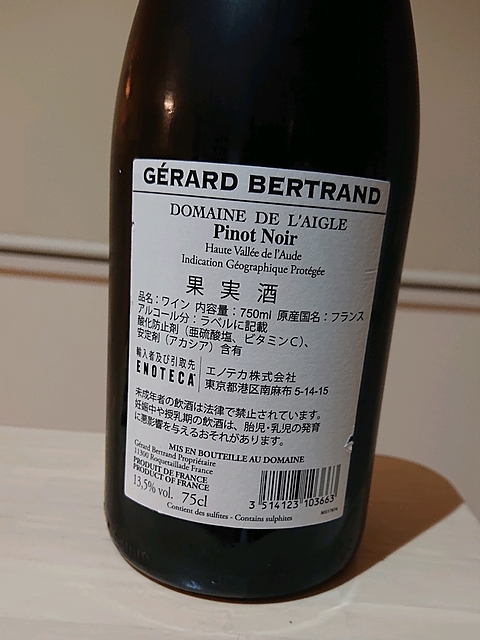 GÉRARD BERTRAND
DOMAINE DE L'AIGLE
Pinot Noir
Haute Vallée de l'Aude
Indication Géographique Protégée
果実酒
品名：ワイン 内容量：750ml 原産国名：フランス
アルコール分：ラベルに記載
酸化防止剤（亜硫酸塩、ビタミンC）、
安定剤（アカシア）含有
輸入者及び引取先
ENOTECA
エノテカ株式会社
東京都港区南麻布 5-14-15
未成年者の飲酒は法律で禁止されています。
妊娠中や授乳期の飲酒は、胎児・乳児の発育
に悪影響を与えるおそれがあります。
MIS EN BOUTEILLE AU DOMAINE
Gérard Bertrand Propriétaire
11300 Roquetaillade France
PRODUIT DE FRANCE
PRODUCT OF FRANCE
13,5% vol. 75cl
3 514123 103663
Contient des sulfites - Contains sulphites